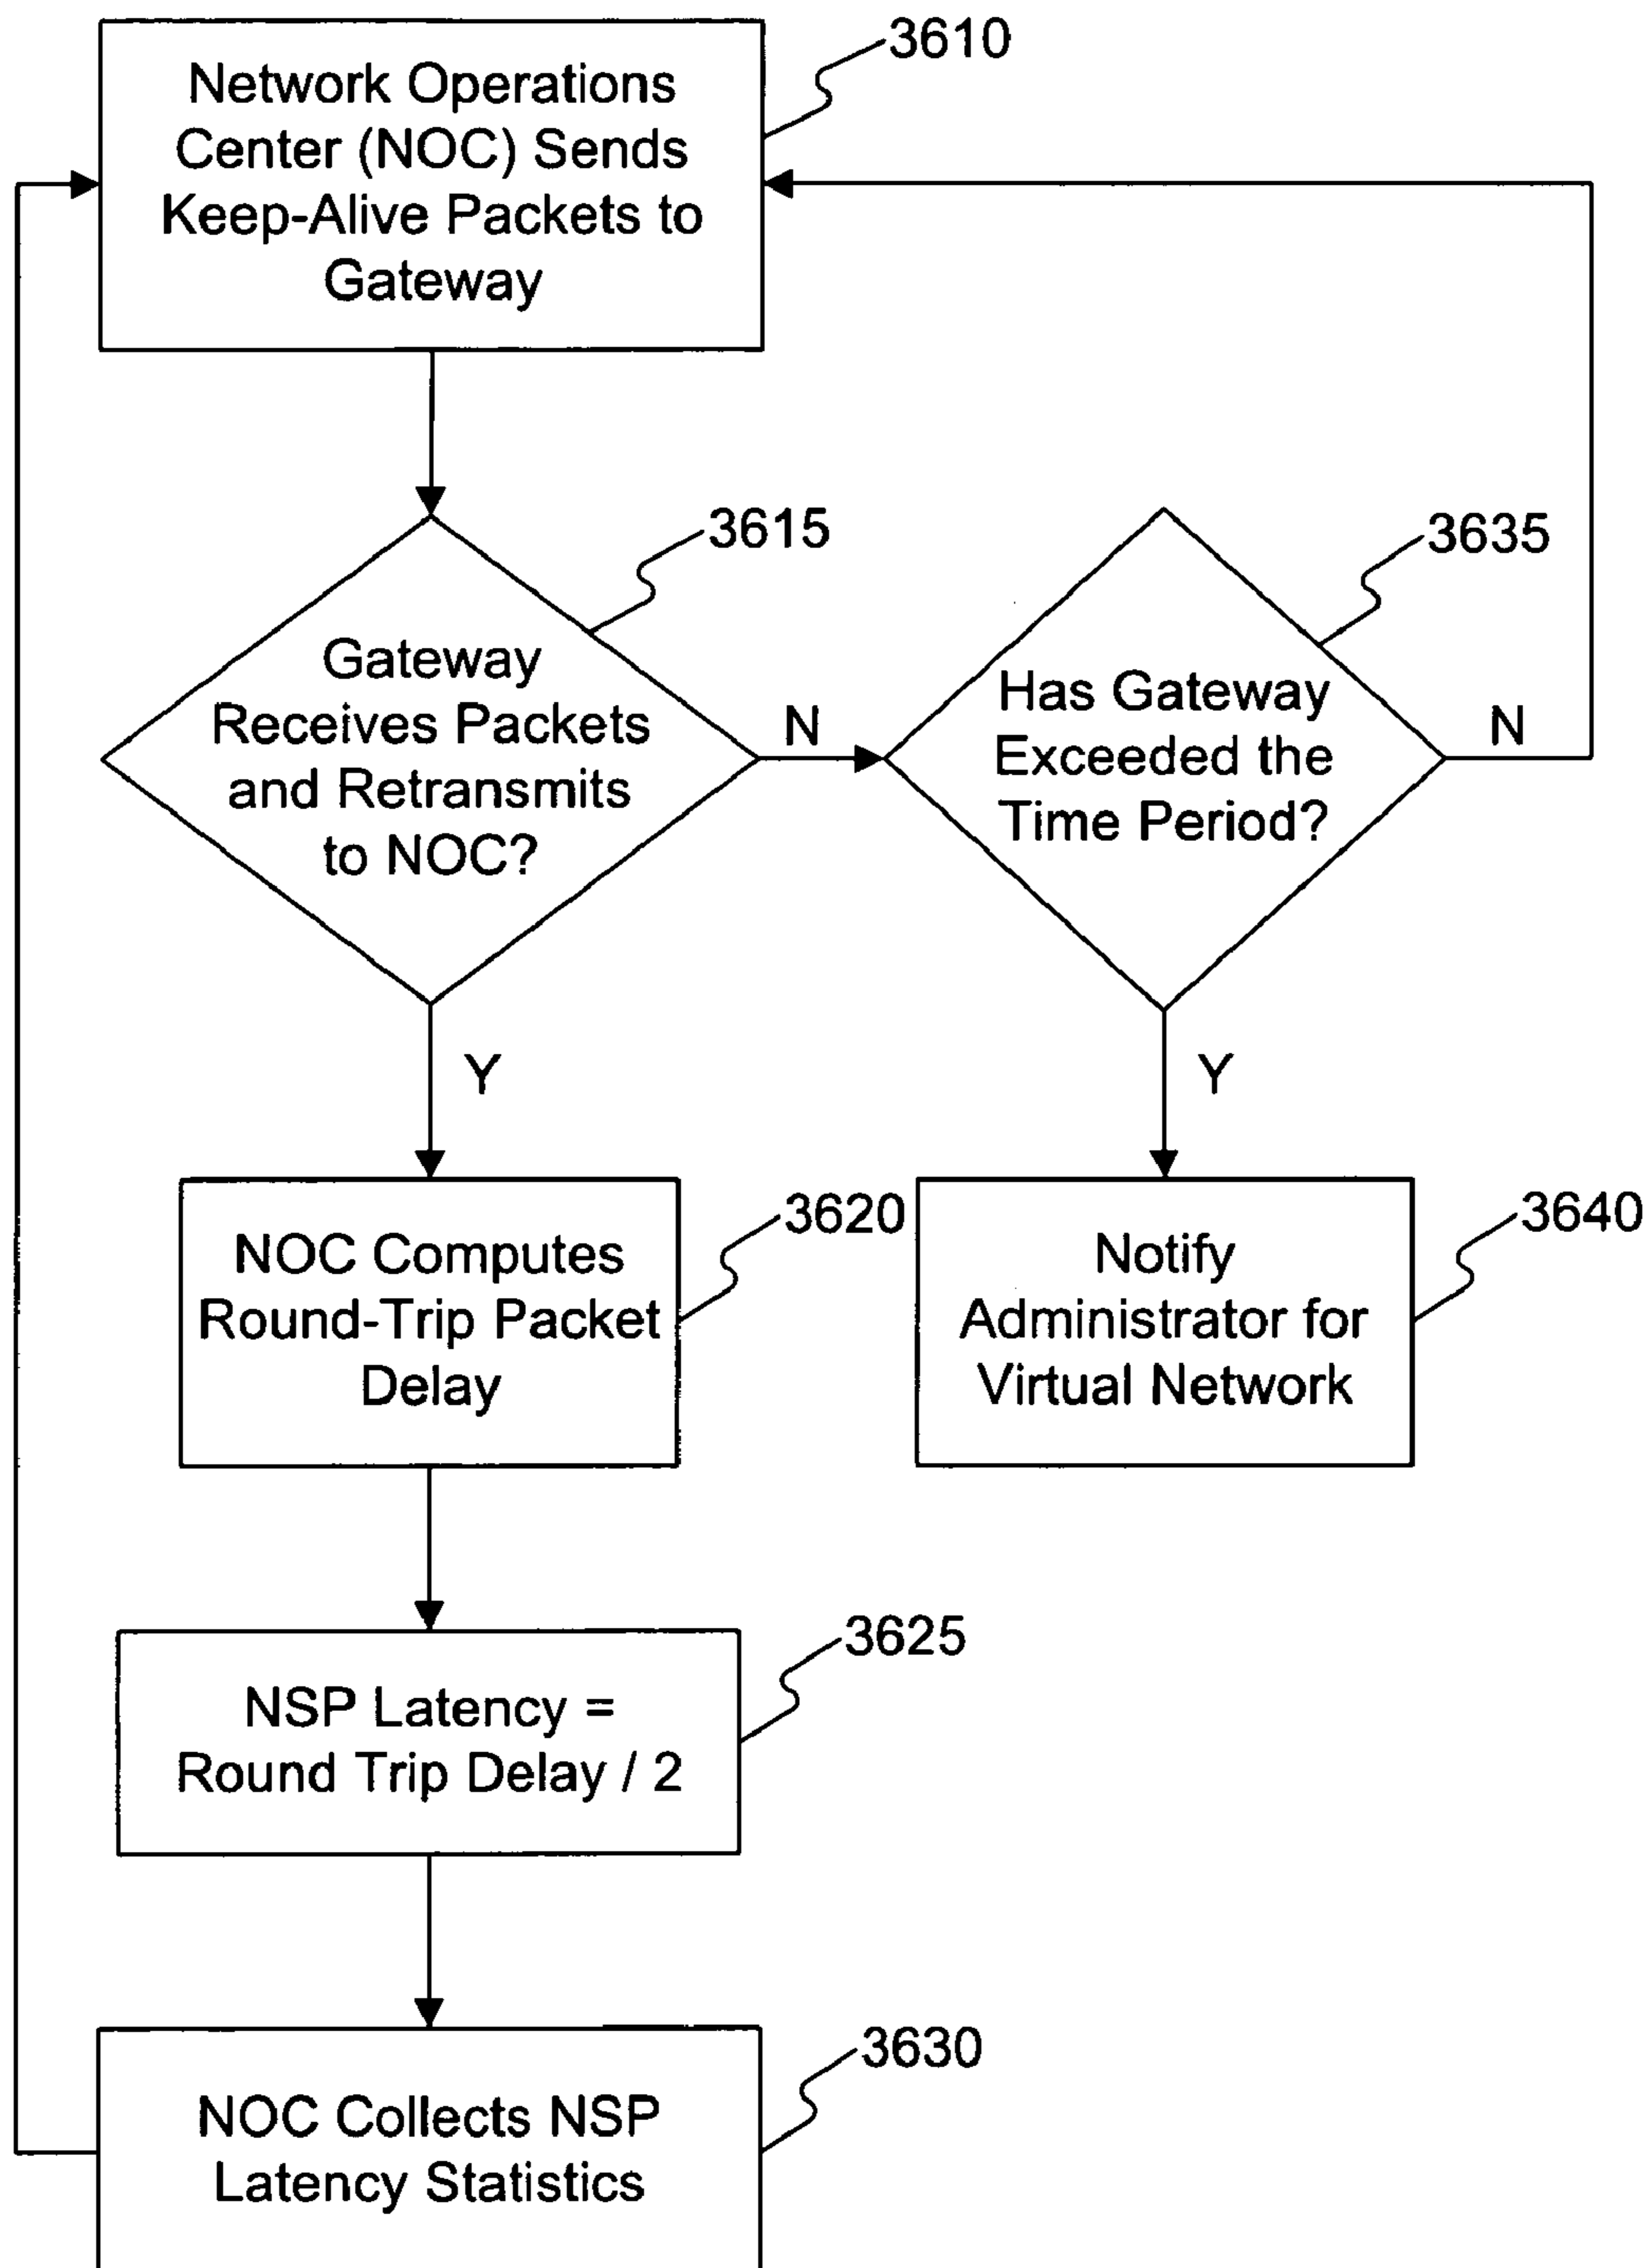 Network Operations
Center (NOC) Sends
Keep-Alive Packets to
Gateway
3610
Gateway
Receives Packets
and Retransmits
to NOC?
3615
N
Has Gateway
Exceeded the
Time Period?
3635
N
Y
Y
NOC Computes
Round-Trip Packet
Delay
3620
Notify
Administrator for
Virtual Network
3640
NSP Latency =
Round Trip Delay / 2
3625
NOC Collects NSP
Latency Statistics
3630